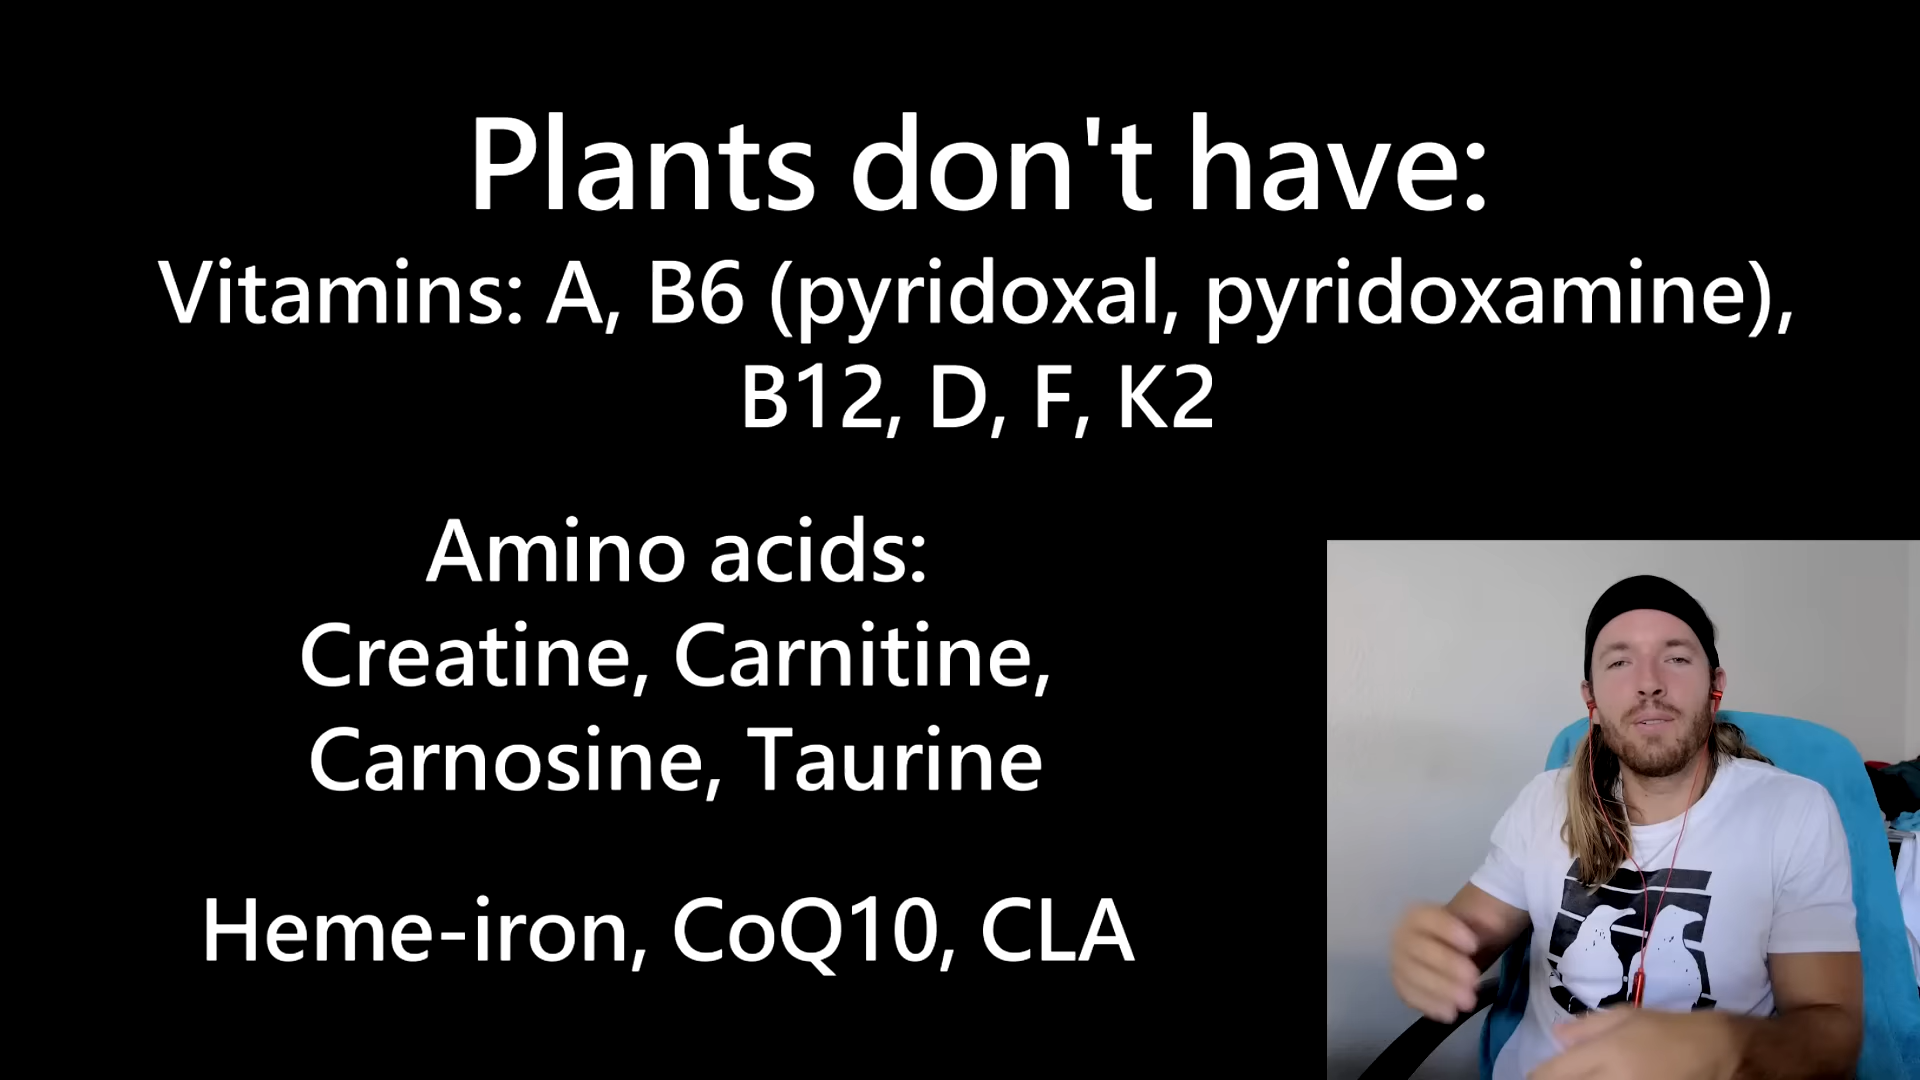 Plants don't have:
Vitamins: A, B6 (pyridoxal, pyridoxamine),
B12, D, F, K2
Amino acids:
Creatine, Carnitine,
Carnosine, Taurine
Heme-iron, CoQ10, CLA